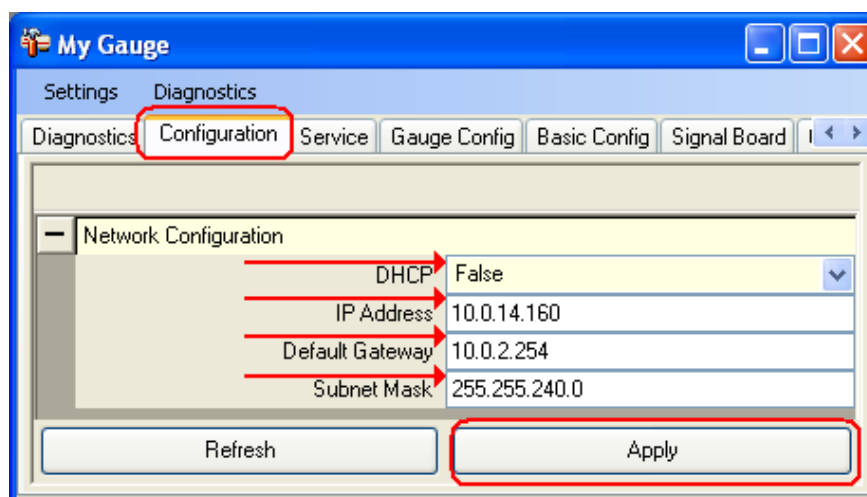 My Gauge
Settings Diagnostics
Diagnostics Configuration Service Gauge Config Basic Config Signal Board
Network Configuration
DHCP False
IP Address 10.0.14.160
Default Gateway 10.0.2.254
Subnet Mask 255.255.240.0
Refresh Apply